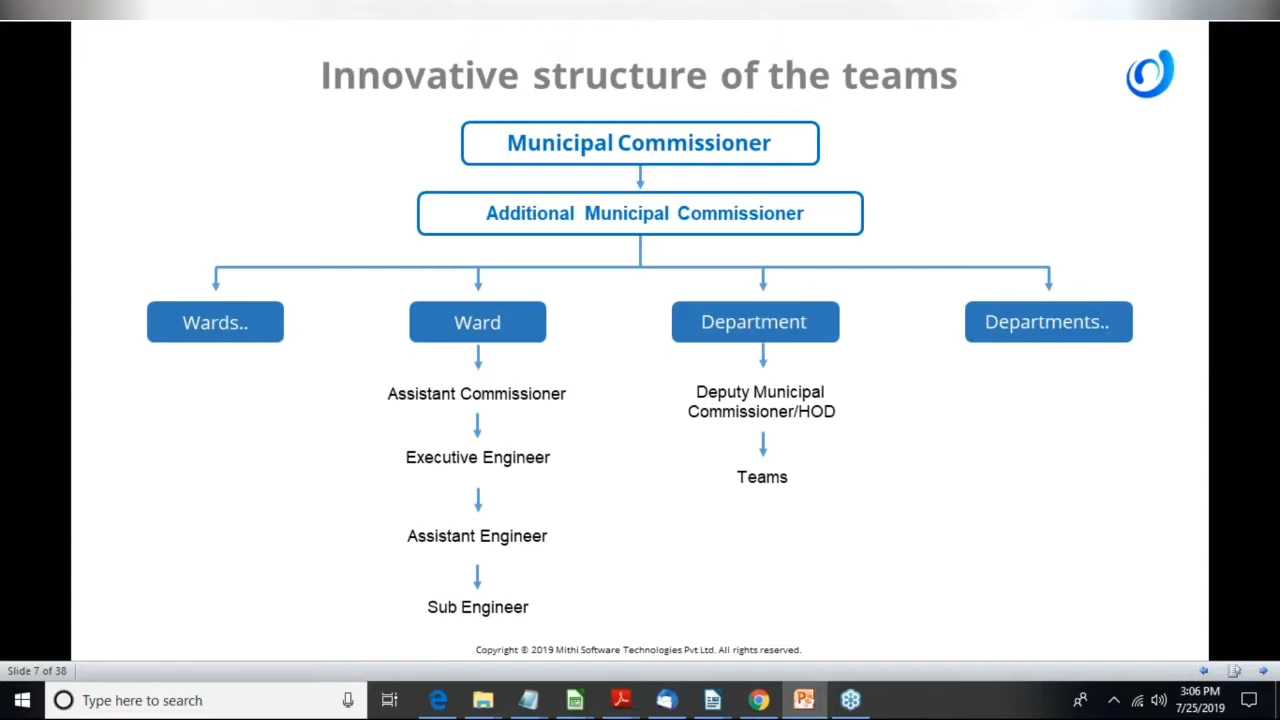 Innovative structure of the teams
Municipal Commissioner
Additional Municipal Commissioner
Wards..
Ward
Department
Departments..
Assistant Commissioner
Executive Engineer
Assistant Engineer
Sub Engineer
Deputy Municipal
Commissioner/HOD
Teams
Copyright © 2019 Mithi Software Technologies Pvt Ltd. All rights reserved.
Slide 7 of 38
Type here to search
3:06 PM
7/25/2019